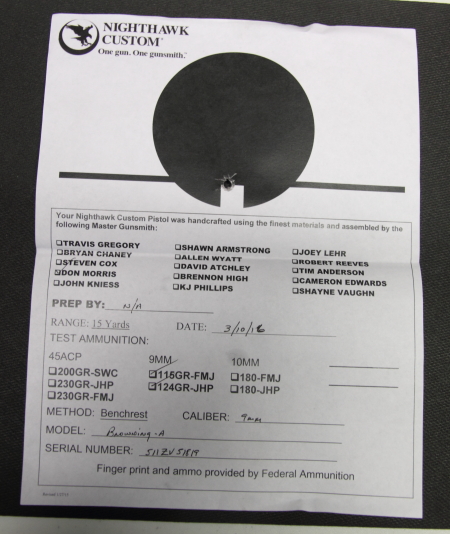 NIGHTHAWK
CUSTOM
One gun. One gunsmith.
Your Nighthawk Custom Pistol was handcrafted using the finest materials and assembled by the
following Master Gunsmith:
☐TRAVIS GREGORY ☐SHAWN ARMSTRONG ☐JOEY LEHR
☐BRYAN CHANEY ☐ALLEN WYATT ☐ROBERT REEVES
☐STEVEN COX ☐DAVID ATCHLEY ☐TIM ANDERSON
☑DON MORRIS ☐BRENNON HIGH ☐CAMERON EDWARDS
☐JOHN KNIESS ☐KJ PHILLIPS ☐SHAYNE VAUGHN
PREP BY: N/A
RANGE: 15 Yards DATE: 3/10/16
TEST AMMUNITION:
45ACP 9MM 10MM
☐200GR-SWC ☑115GR-FMJ ☐180-FMJ
☐230GR-JHP ☑124GR-JHP ☐180-JHP
☐230GR-FMJ
METHOD: Benchrest CALIBER: 9mm
MODEL: Browning-A
SERIAL NUMBER:
Finger print and ammo provided by Federal Ammunition